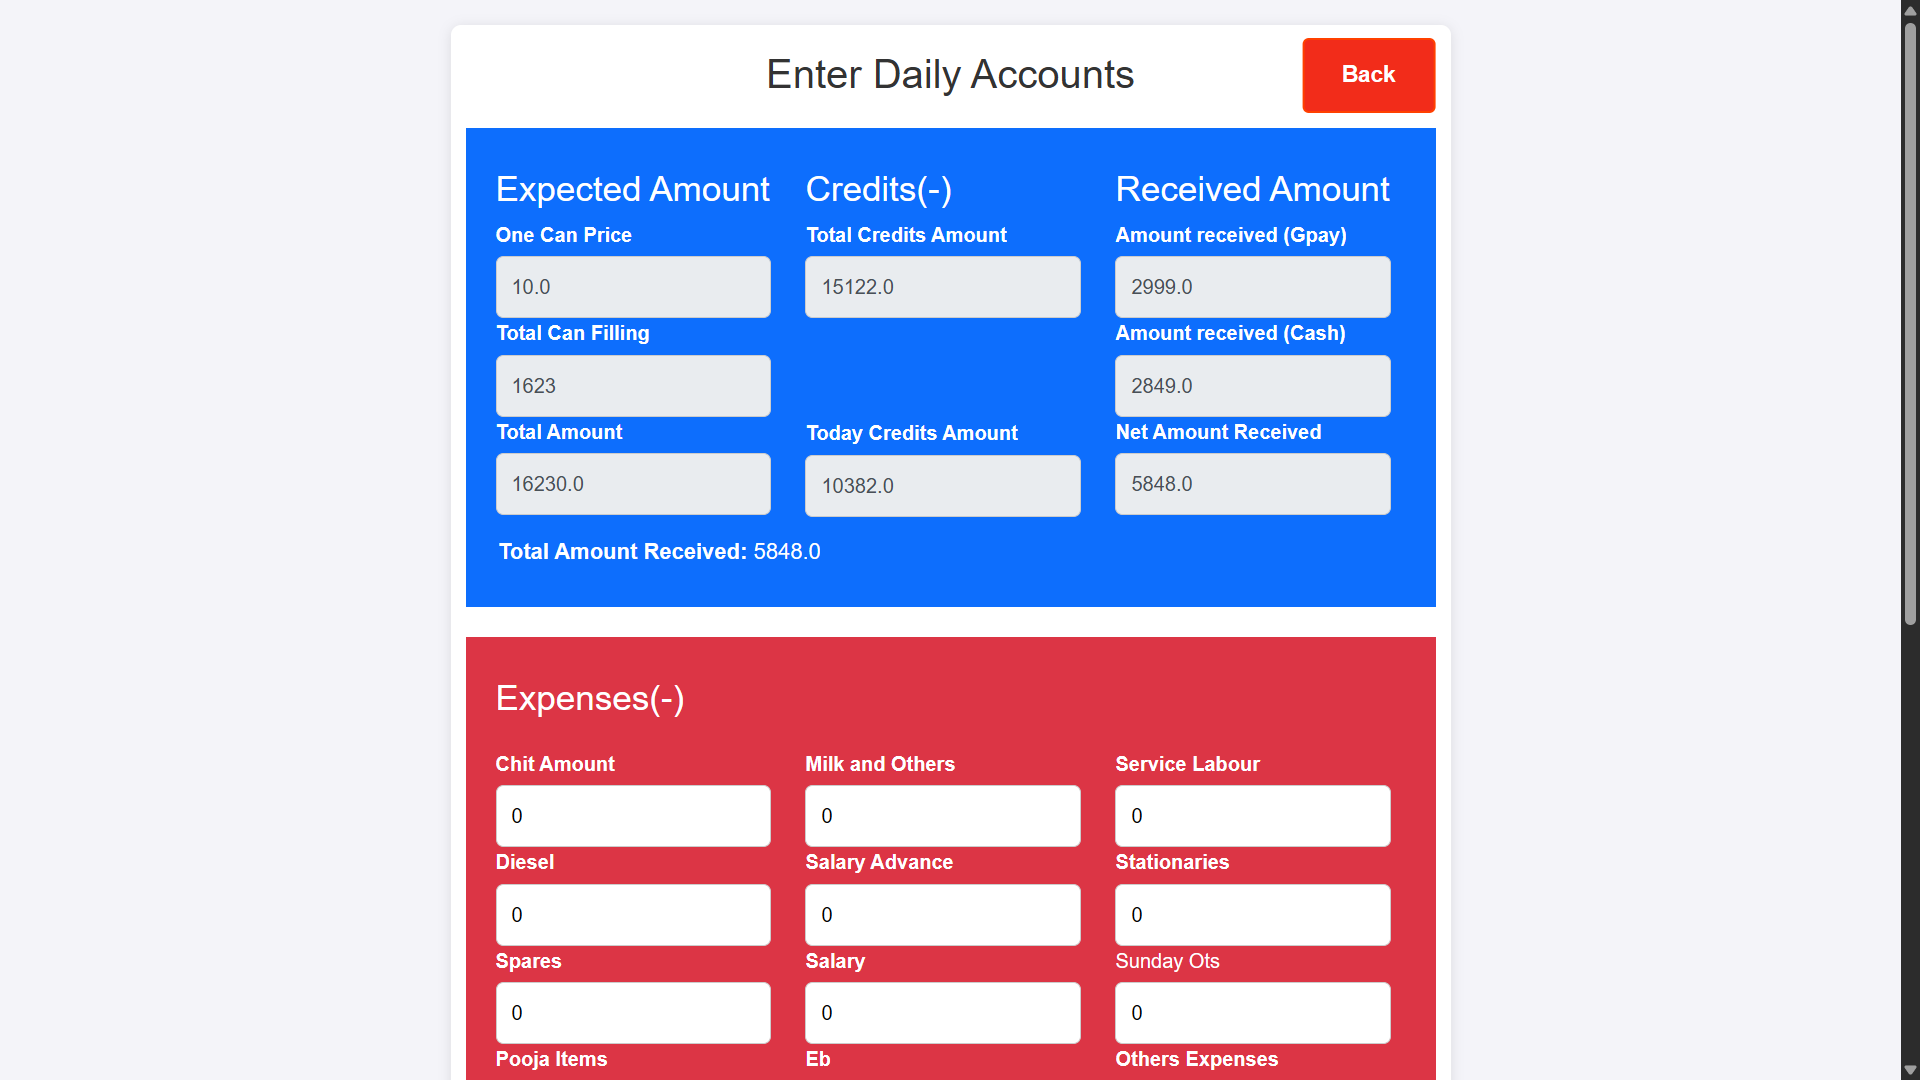 Enter Daily Accounts
Back
Expected Amount Credits(-) Received Amount
One Can Price Total Credits Amount Amount received (Gpay)
10.0 15122.0 2999.0
Total Can Filling Amount received (Cash)
1623 2849.0
Total Amount Today Credits Amount Net Amount Received
16230.0 10382.0 5848.0
Total Amount Received: 5848.0
Expenses(-)
Chit Amount Milk and Others Service Labour
0 0 0
Diesel Salary Advance Stationaries
0 0 0
Spares Salary Sunday Ots
0 0 0
Pooja Items Eb Others Expenses